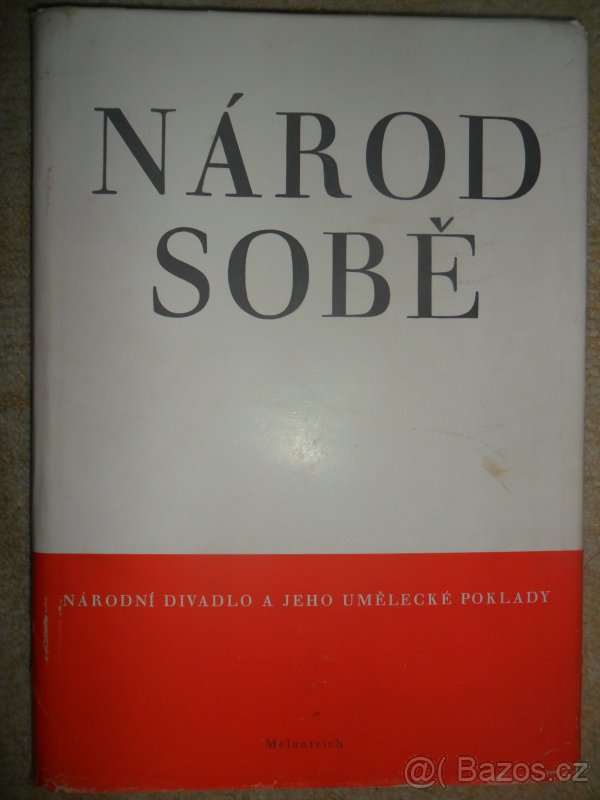 NÁROD
SOBĚ
NÁRODNÍ DIVADLO A JEHO UMĚLECKÉ POKLADY
Melantrich
@( Bazos.cz